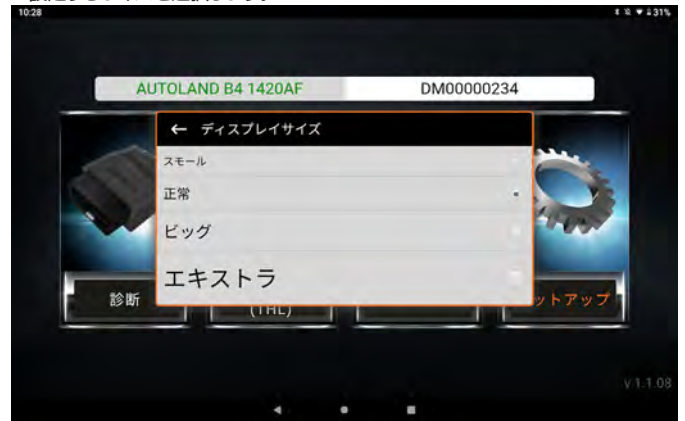 10:28
31%
AUTOLAND B4 1420AF
DM00000234
← ディスプレイサイズ
スモール
正常
ビッグ
エキストラ
診断
(THL)
ットアップ
V 1.1.08